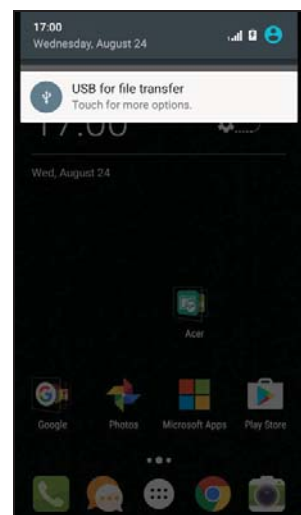 17:00
Wednesday, August 24
USB for file transfer
Touch for more options.
17:00
Wed, August 24
Acer
Google
Photos
Microsoft Apps
Play Store